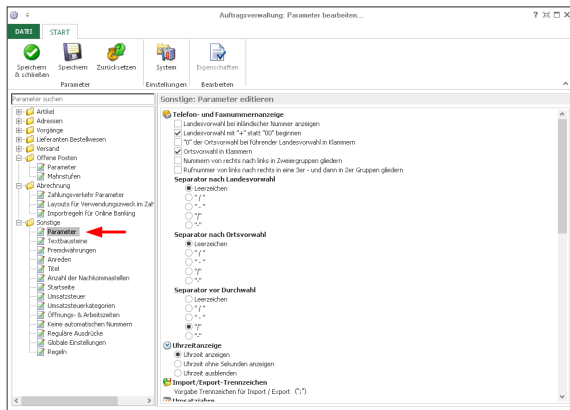 Auftragsverwaltung: Parameter bearbeiten...
DATEI START
Speichern & schließen
Speichern
Zurücksetzen
System
Eigenschaften
Parameter
Einstellungen
Bearbeiten
Parameter suchen
Artikel
Adressen
Vorgänge
Lieferanten Bestellwesen
Versand
Offene Posten
Parameter
Mahnstufen
Abrechnung
Zahlungsverkehr Parameter
Layouts für Verwendungszweck im Zah
Importregeln für Online Banking
Sonstige
Parameter
Textbausteine
Fremdwährungen
Anreden
Titel
Anzahl der Nachkommastellen
Startseite
Umsatzsteuer
Umsatzsteuerkategorien
Öffnungs- & Arbeitszeiten
Keine automatischen Nummern
Reguläre Ausdrücke
Globale Einstellungen
Regeln
Sonstige: Parameter editieren
Telefon- und Faxnummernanzeige
Landesvorwahl bei inländischer Nummer anzeigen
Landesvorwahl mit "+" statt "00" beginnen
"0" der Ortsvorwahl bei führender Landesvorwahl in Klammern
Ortsvorwahl in Klammern
Nummern von rechts nach links in Zweiergruppen gliedern
Rufnummer von links nach rechts in eine 3er - und dann in 2er Gruppen gliedern
Separator nach Landesvorwahl
Leerzeichen
" / "
" - "
"/"
"-"
Separator nach Ortsvorwahl
Leerzeichen
" / "
" - "
"/"
"-"
Separator vor Durchwahl
Leerzeichen
" / "
" - "
"/"
"-"
Uhrzeitanzeige
Uhrzeit anzeigen
Uhrzeit ohne Sekunden anzeigen
Uhrzeit ausblenden
Import/Export-Trennzeichen
Vorgabe Trennzeichen für Import / Export (";")
Umsatzjahre